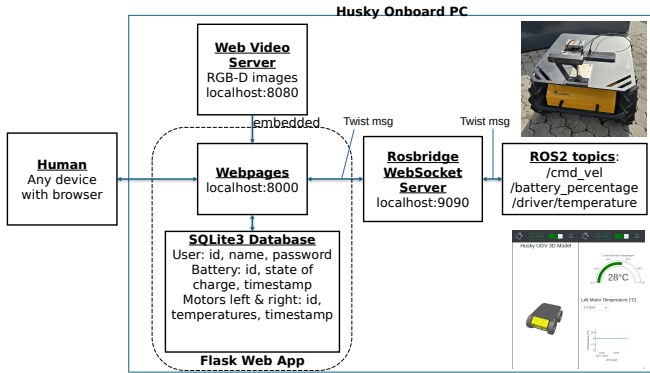 Husky Onboard PC
Web Video
Server
RGB-D images
localhost:8080
embedded
Twist msg
Twist msg
Human
Any device
with browser
Webpages
localhost:8000
Rosbridge
WebSocket
Server
localhost:9090
ROS2 topics:
/cmd_vel
/battery_percentage
/driver/temperature
SQLite3 Database
User: id, name, password
Battery: id, state of
charge, timestamp
Motors left & right: id,
temperatures, timestamp
Flask Web App
Husky UGV 3D Model
28°C
Left Motor Temperature [°C]